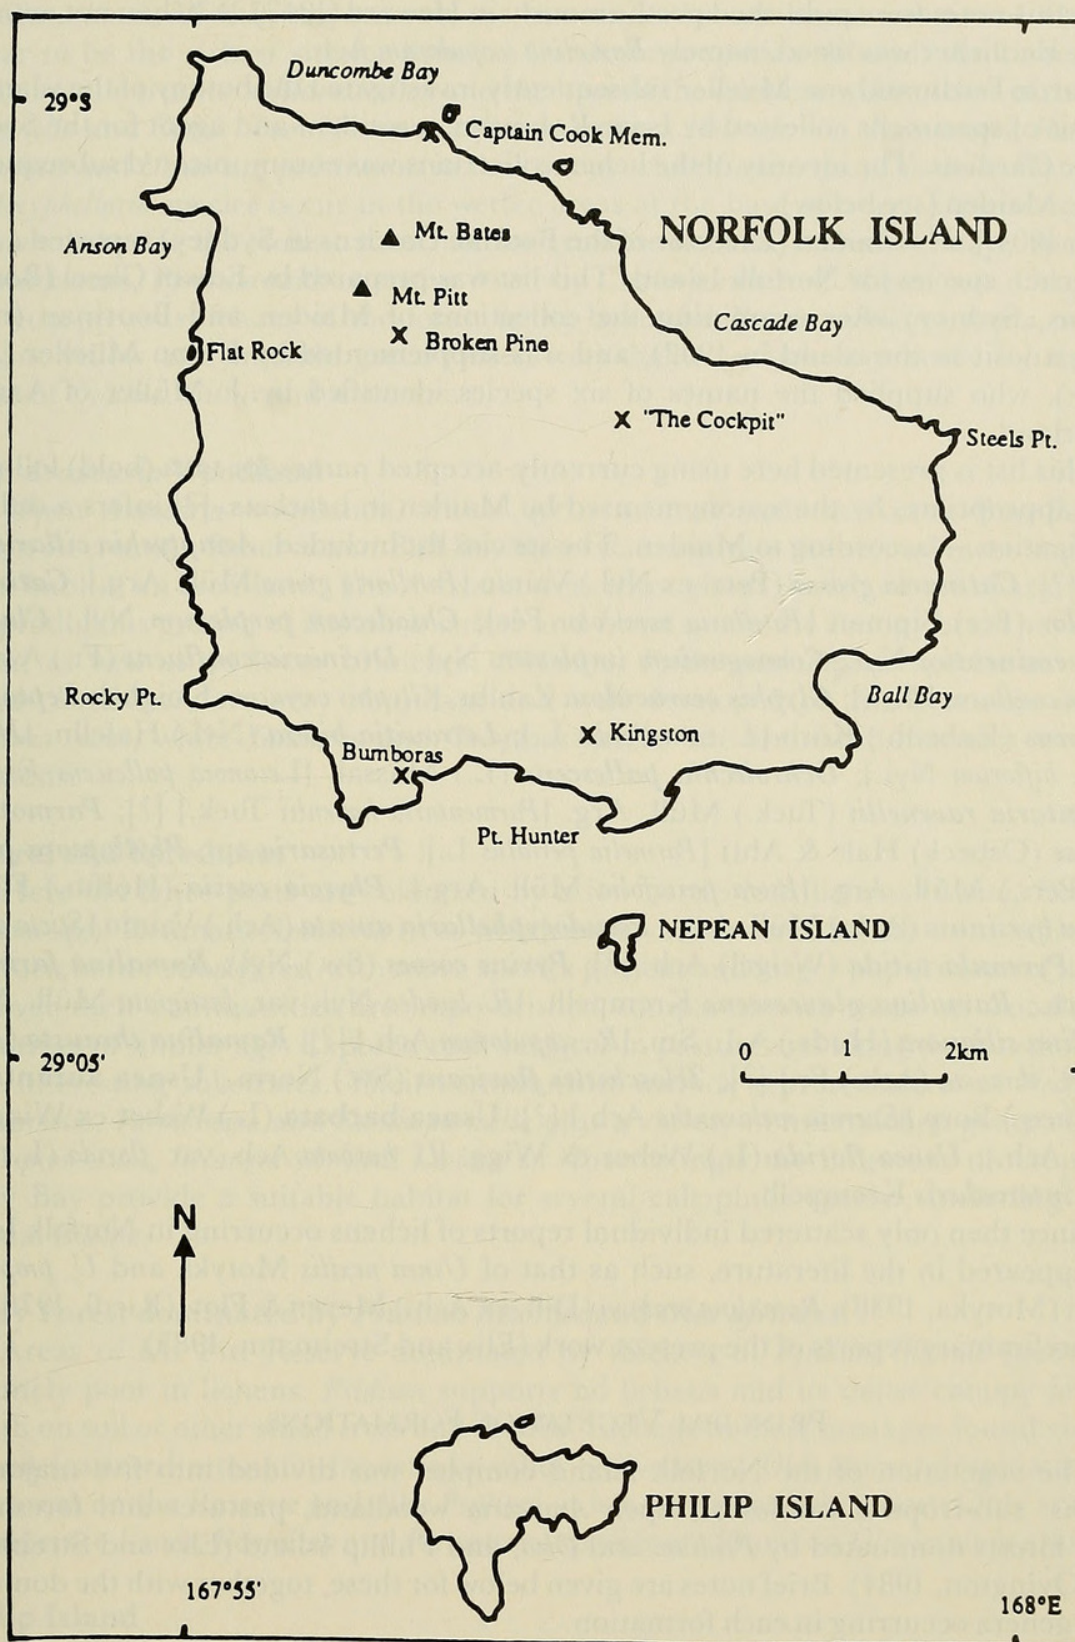 Duncombe Bay
29°S
Captain Cook Mem.
NORFOLK ISLAND
Mt. Bates
Anson Bay
Mt. Pitt
Cascade Bay
Broken Pine
Flat Rock
"The Cockpit"
Steels Pt.
Rocky Pt.
Ball Bay
Kingston
Bumboras
Pt. Hunter
NEPEAN ISLAND
0 1 2km
29°05'
N
PHILIP ISLAND
167°55'
168°E